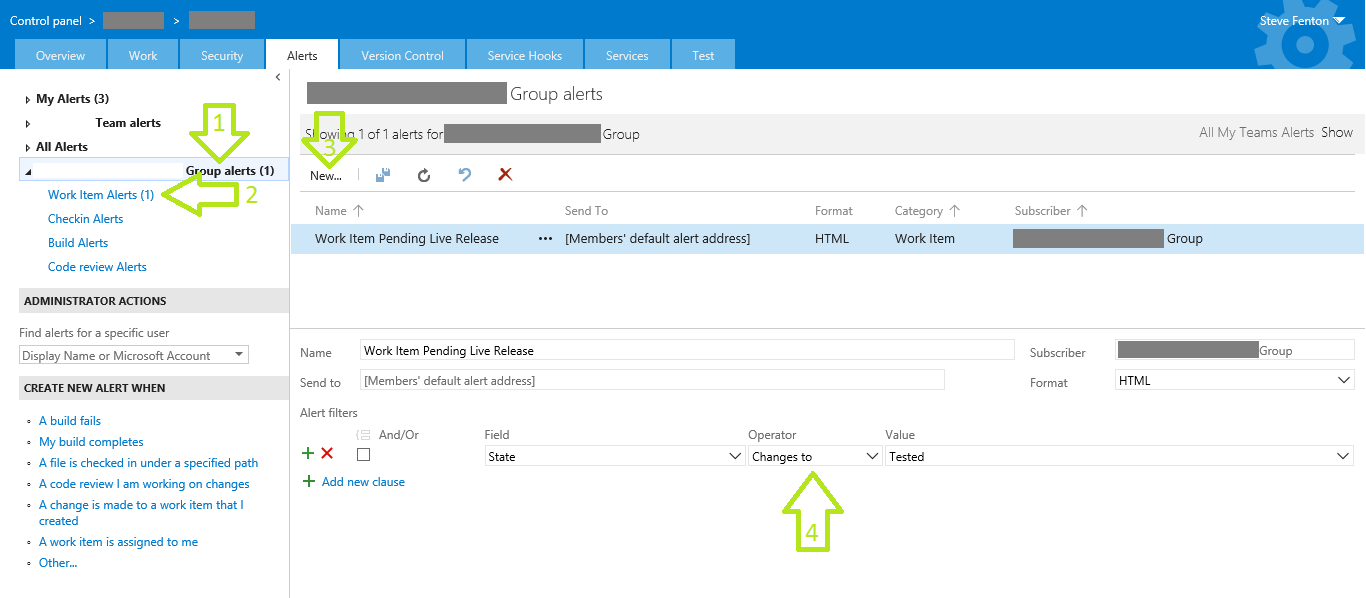 Control panel > >
Steve Fenton
Overview Work Security Alerts Version Control Service Hooks Services Test
My Alerts (3)
Team alerts
All Alerts
Group alerts (1)
Work Item Alerts (1)
Checkin Alerts
Build Alerts
Code review Alerts
1
2
ADMINISTRATOR ACTIONS
Find alerts for a specific user
Display Name or Microsoft Account
CREATE NEW ALERT WHEN
A build fails
My build completes
A file is checked in under a specified path
A code review I am working on changes
A change is made to a work item that I
created
A work item is assigned to me
Other...
Group alerts
Showing 1 of 1 alerts for Group
All My Teams Alerts Show
3
New...
Name Send To Format Category Subscriber
Work Item Pending Live Release ... [Members' default alert address] HTML Work Item Group
Name Work Item Pending Live Release Subscriber Group
Send to [Members' default alert address] Format HTML
Alert filters
And/Or Field Operator Value
State Changes to Tested
Add new clause
4